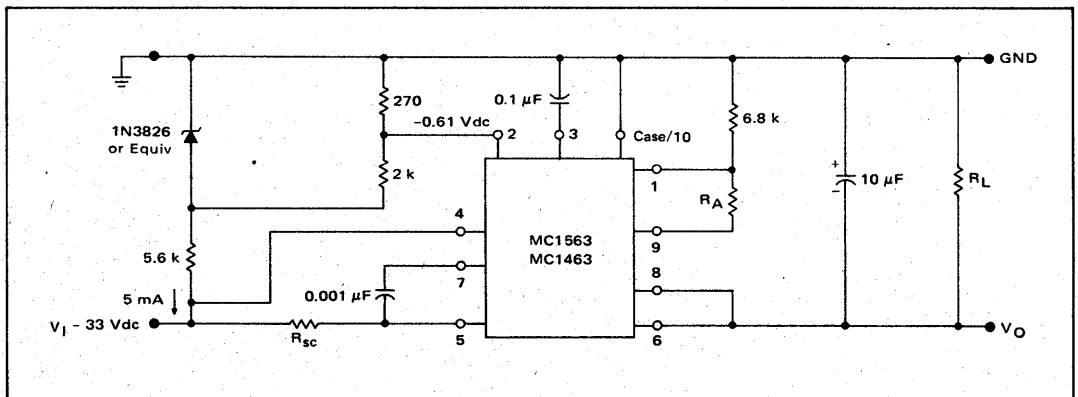 GND
270
0.1 µF
1N3826
or Equiv
–0.61 Vdc
2
3
Case/10
6.8 k
2 k
1
R_A
+
10 µF
–
R_L
4
MC1563
MC1463
9
5.6 k
7
8
5 mA
0.001 µF
V_I – 33 Vdc
R_sc
5
6
V_O